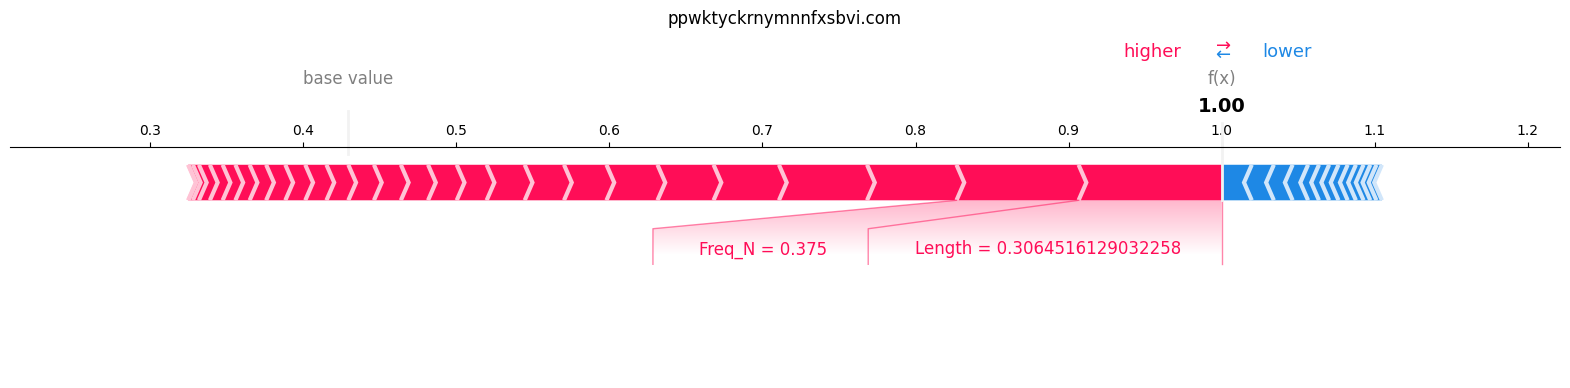 ppwktyckrnymnnfxsbvi.com
higher ⇄ lower
base value f(x)
1.00
0.3 0.4 0.5 0.6 0.7 0.8 0.9 1.0 1.1 1.2
Freq_N = 0.375 Length = 0.3064516129032258